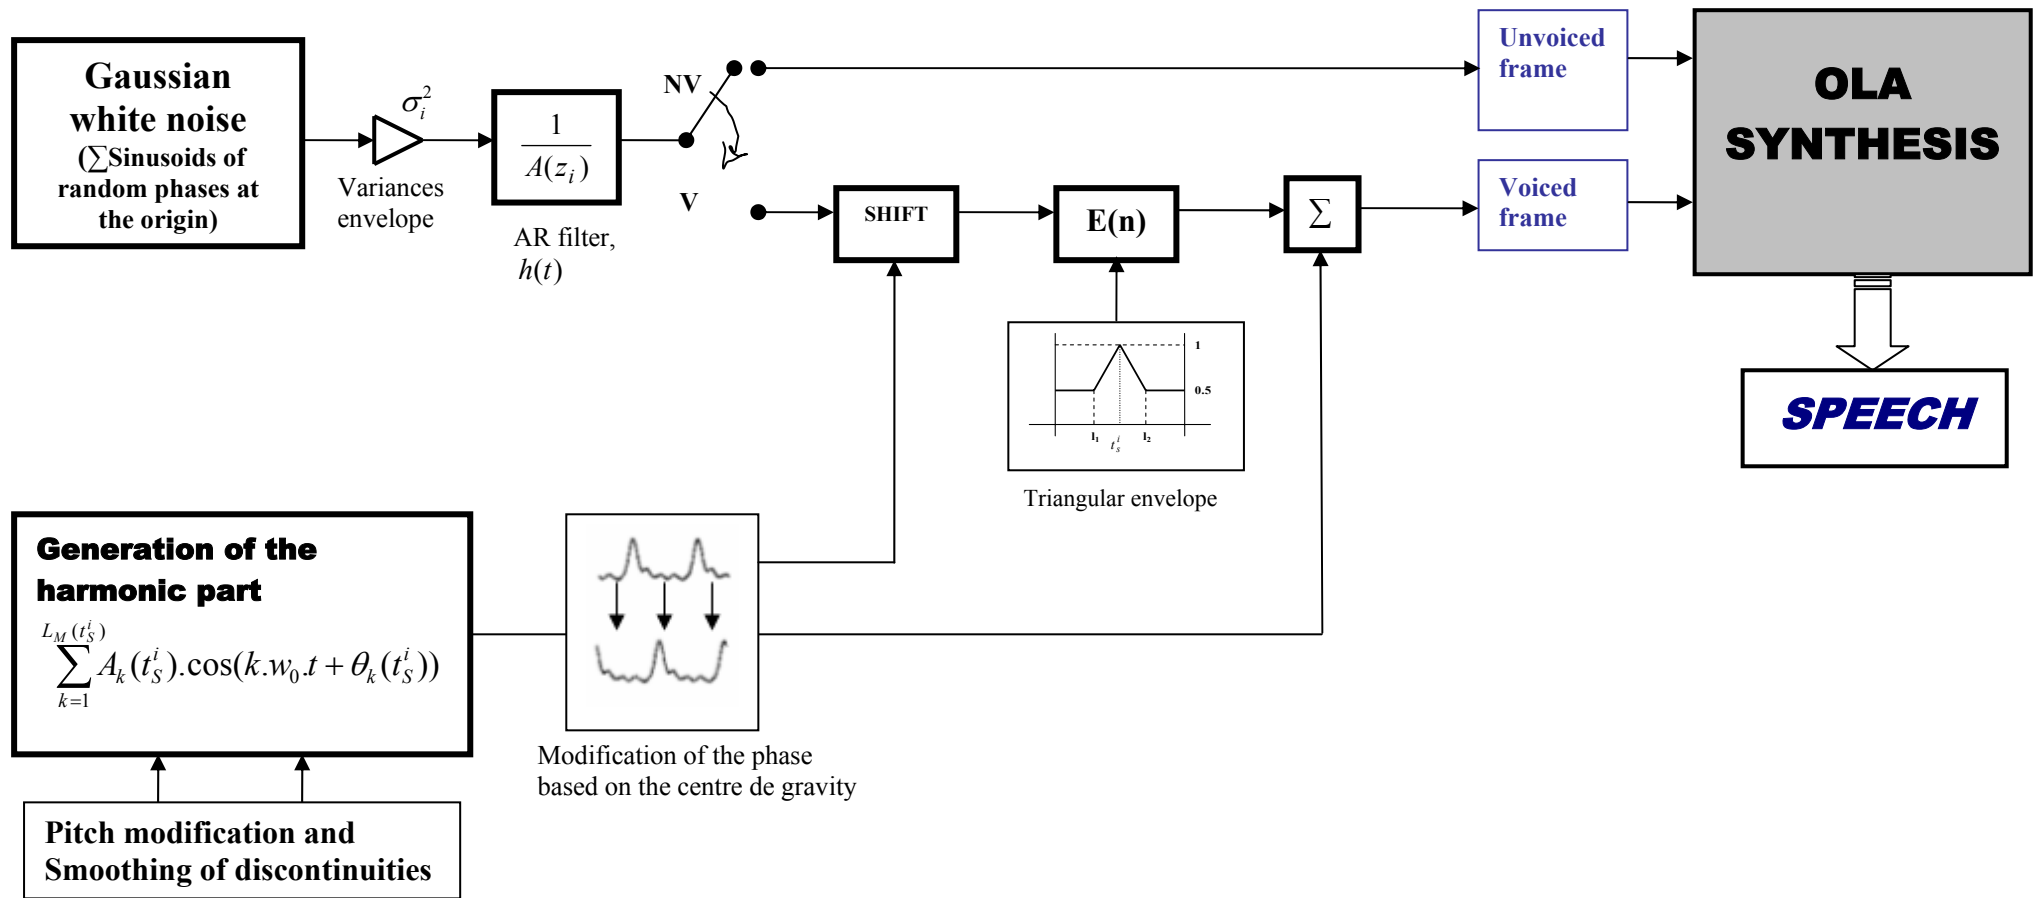 Gaussian
white noise
(∑Sinusoids of
random phases at
the origin)
σ_i^2
Variances
envelope
1
A(z_i)
AR filter,
h(t)
NV
V
SHIFT
E(n)
∑
Unvoiced
frame
Voiced
frame
OLA
SYNTHESIS
SPEECH
1
0.5
l₁
t_s^i
l₂
Triangular envelope
Generation of the
harmonic part
L_M(t_S^i)
∑ A_k(t_S^i).cos(k.w_0.t + θ_k(t_S^i))
k=1
Modification of the phase
based on the centre de gravity
Pitch modification and
Smoothing of discontinuities